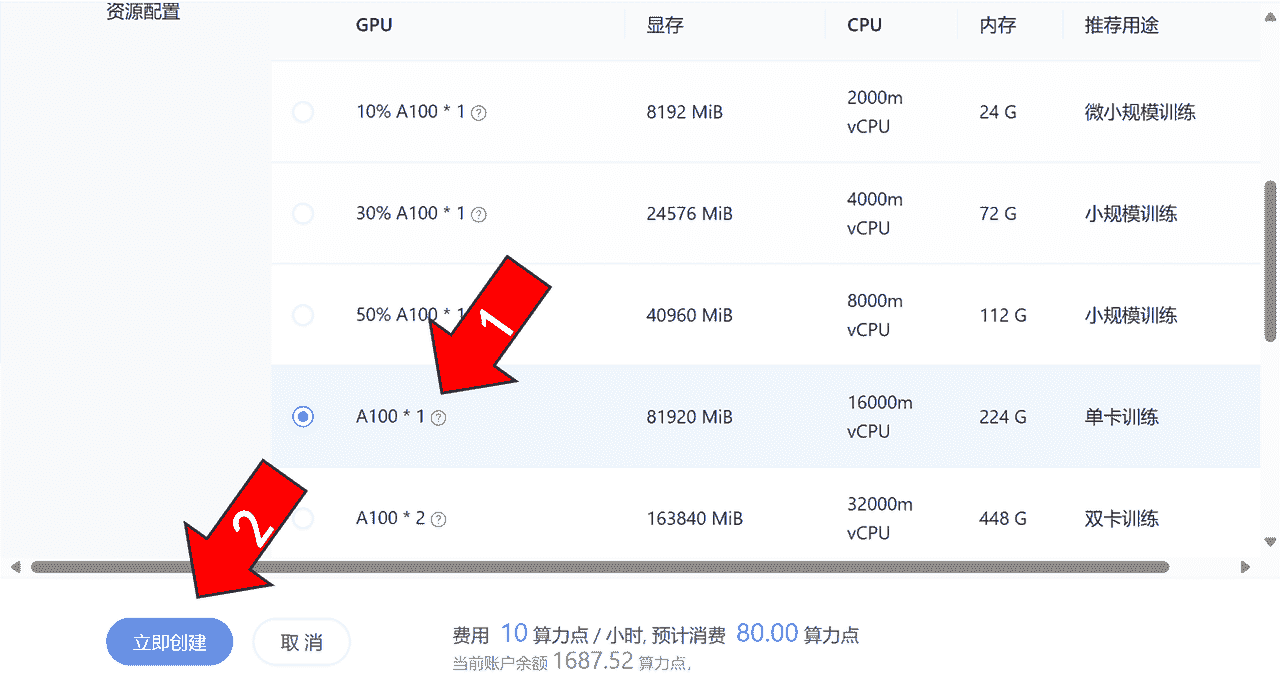 资源配置
GPU 显存 CPU 内存 推荐用途
10% A100 * 1 ? 8192 MiB 2000m vCPU 24 G 微小规模训练
30% A100 * 1 ? 24576 MiB 4000m vCPU 72 G 小规模训练
50% A100 * 1 40960 MiB 8000m vCPU 112 G 小规模训练
1
A100 * 1 ? 81920 MiB 16000m vCPU 224 G 单卡训练
2
A100 * 2 ? 163840 MiB 32000m vCPU 448 G 双卡训练
立即创建 取消 费用 10 算力点 / 小时, 预计消费 80.00 算力点
当前账户余额 1687.52 算力点,